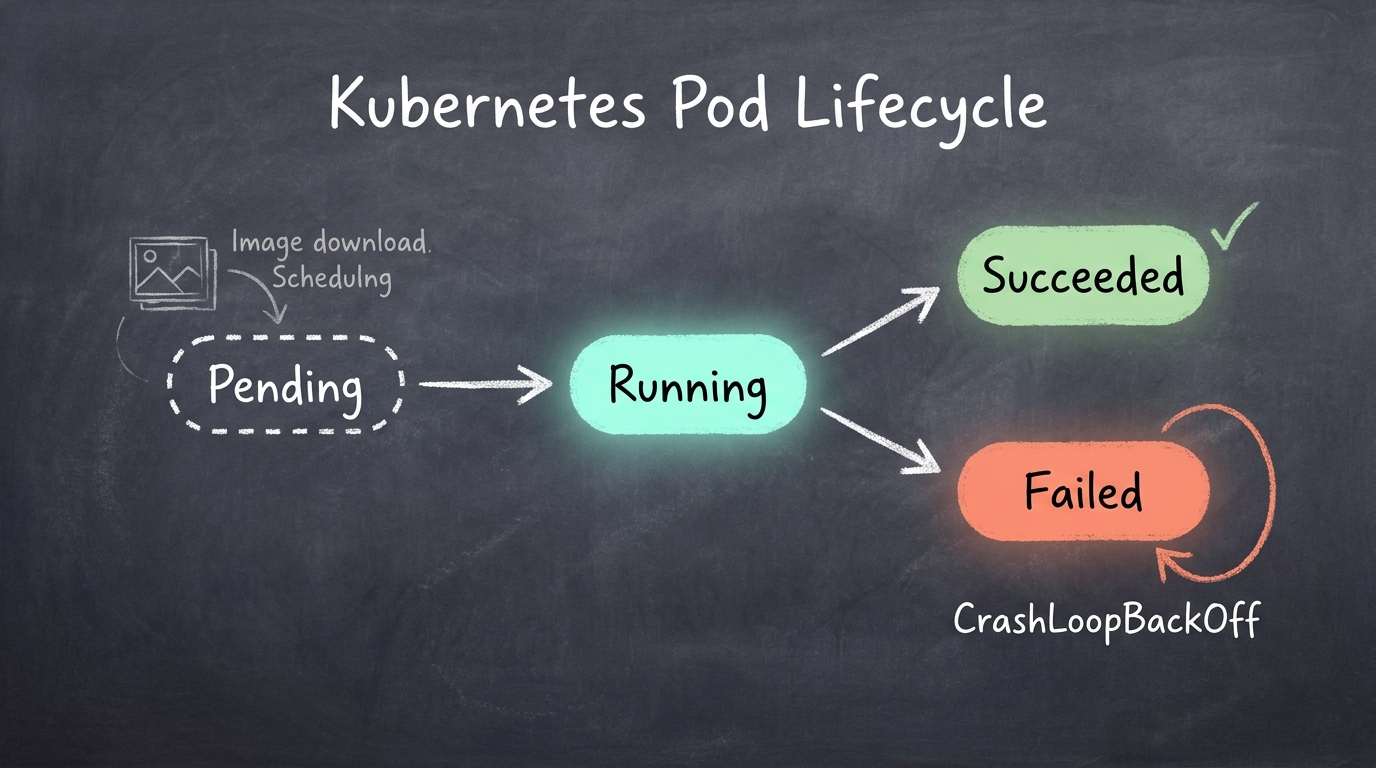 Kubernetes Pod Lifecycle
Image download.
Schedulng
Pending
Running
Succeeded
Failed
CrashLoopBackOff